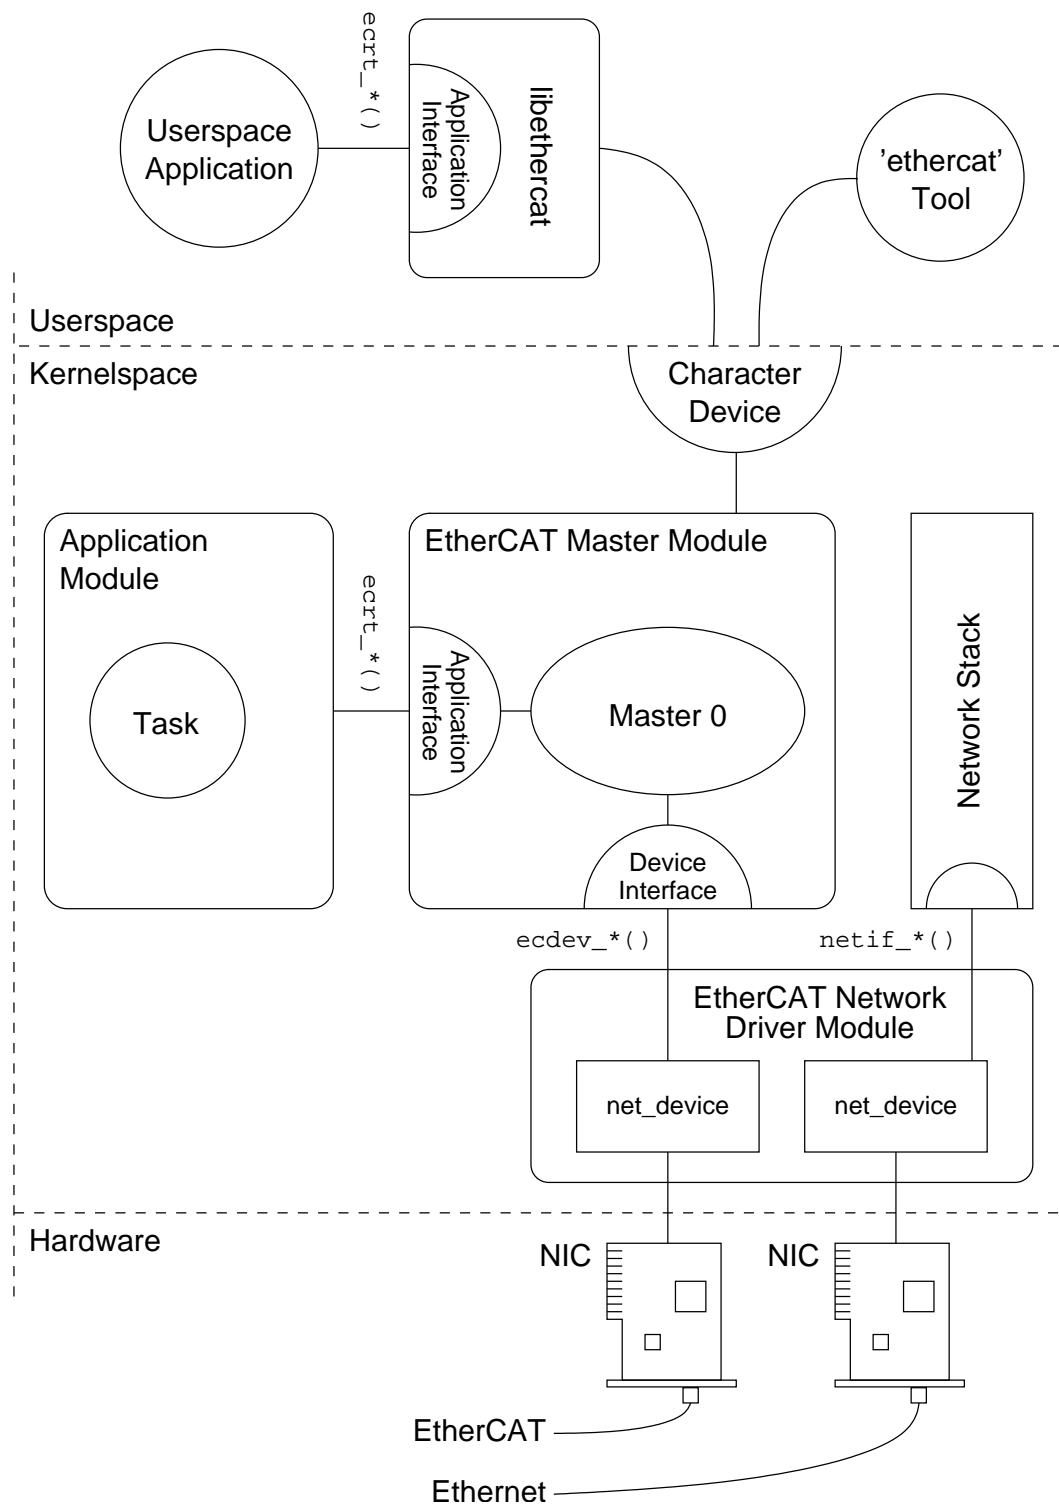 ecrt_*()
Userspace
Application
Application
Interface
libethercat
'ethercat'
Tool
Userspace
Kernelspace
Character
Device
Application
Module
EtherCAT Master Module
ecrt_*()
Application
Interface
Task
Master 0
Network Stack
Device
Interface
ecdev_*()
netif_*()
EtherCAT Network
Driver Module
net_device
net_device
Hardware
NIC
NIC
EtherCAT
Ethernet